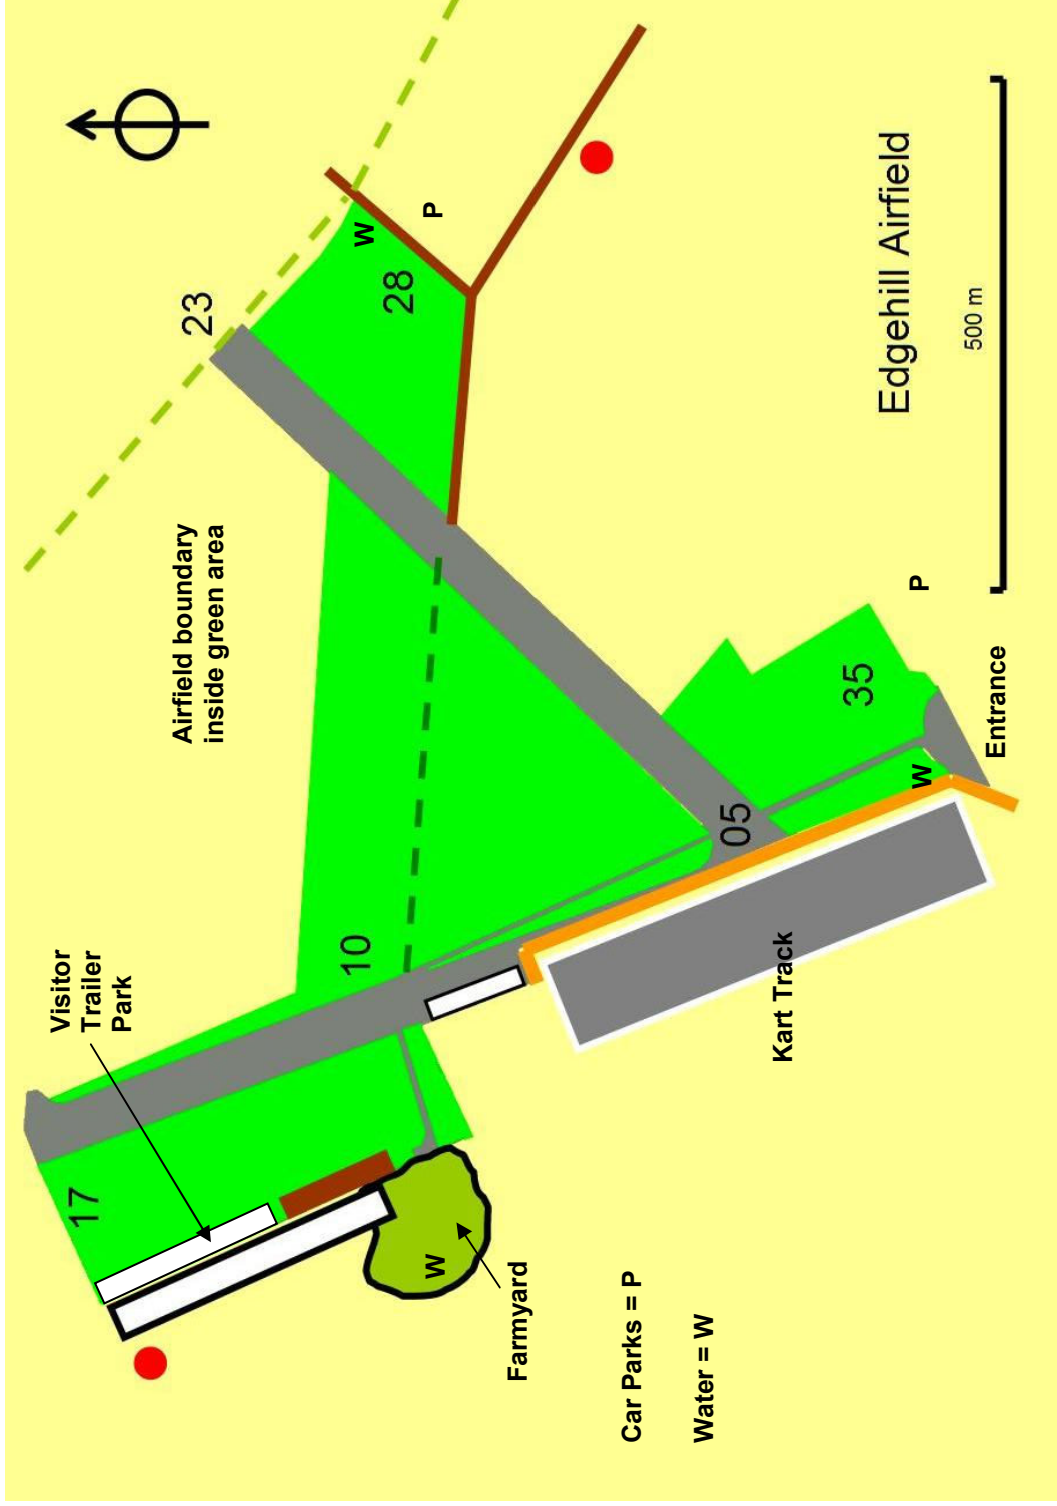 Visitor
Trailer
Park
17
Airfield boundary
inside green area
23
10
W
28
P
W
Farmyard
Car Parks = P
Water = W
05
Kart Track
35
Edgehill Airfield
W
P
500 m
Entrance